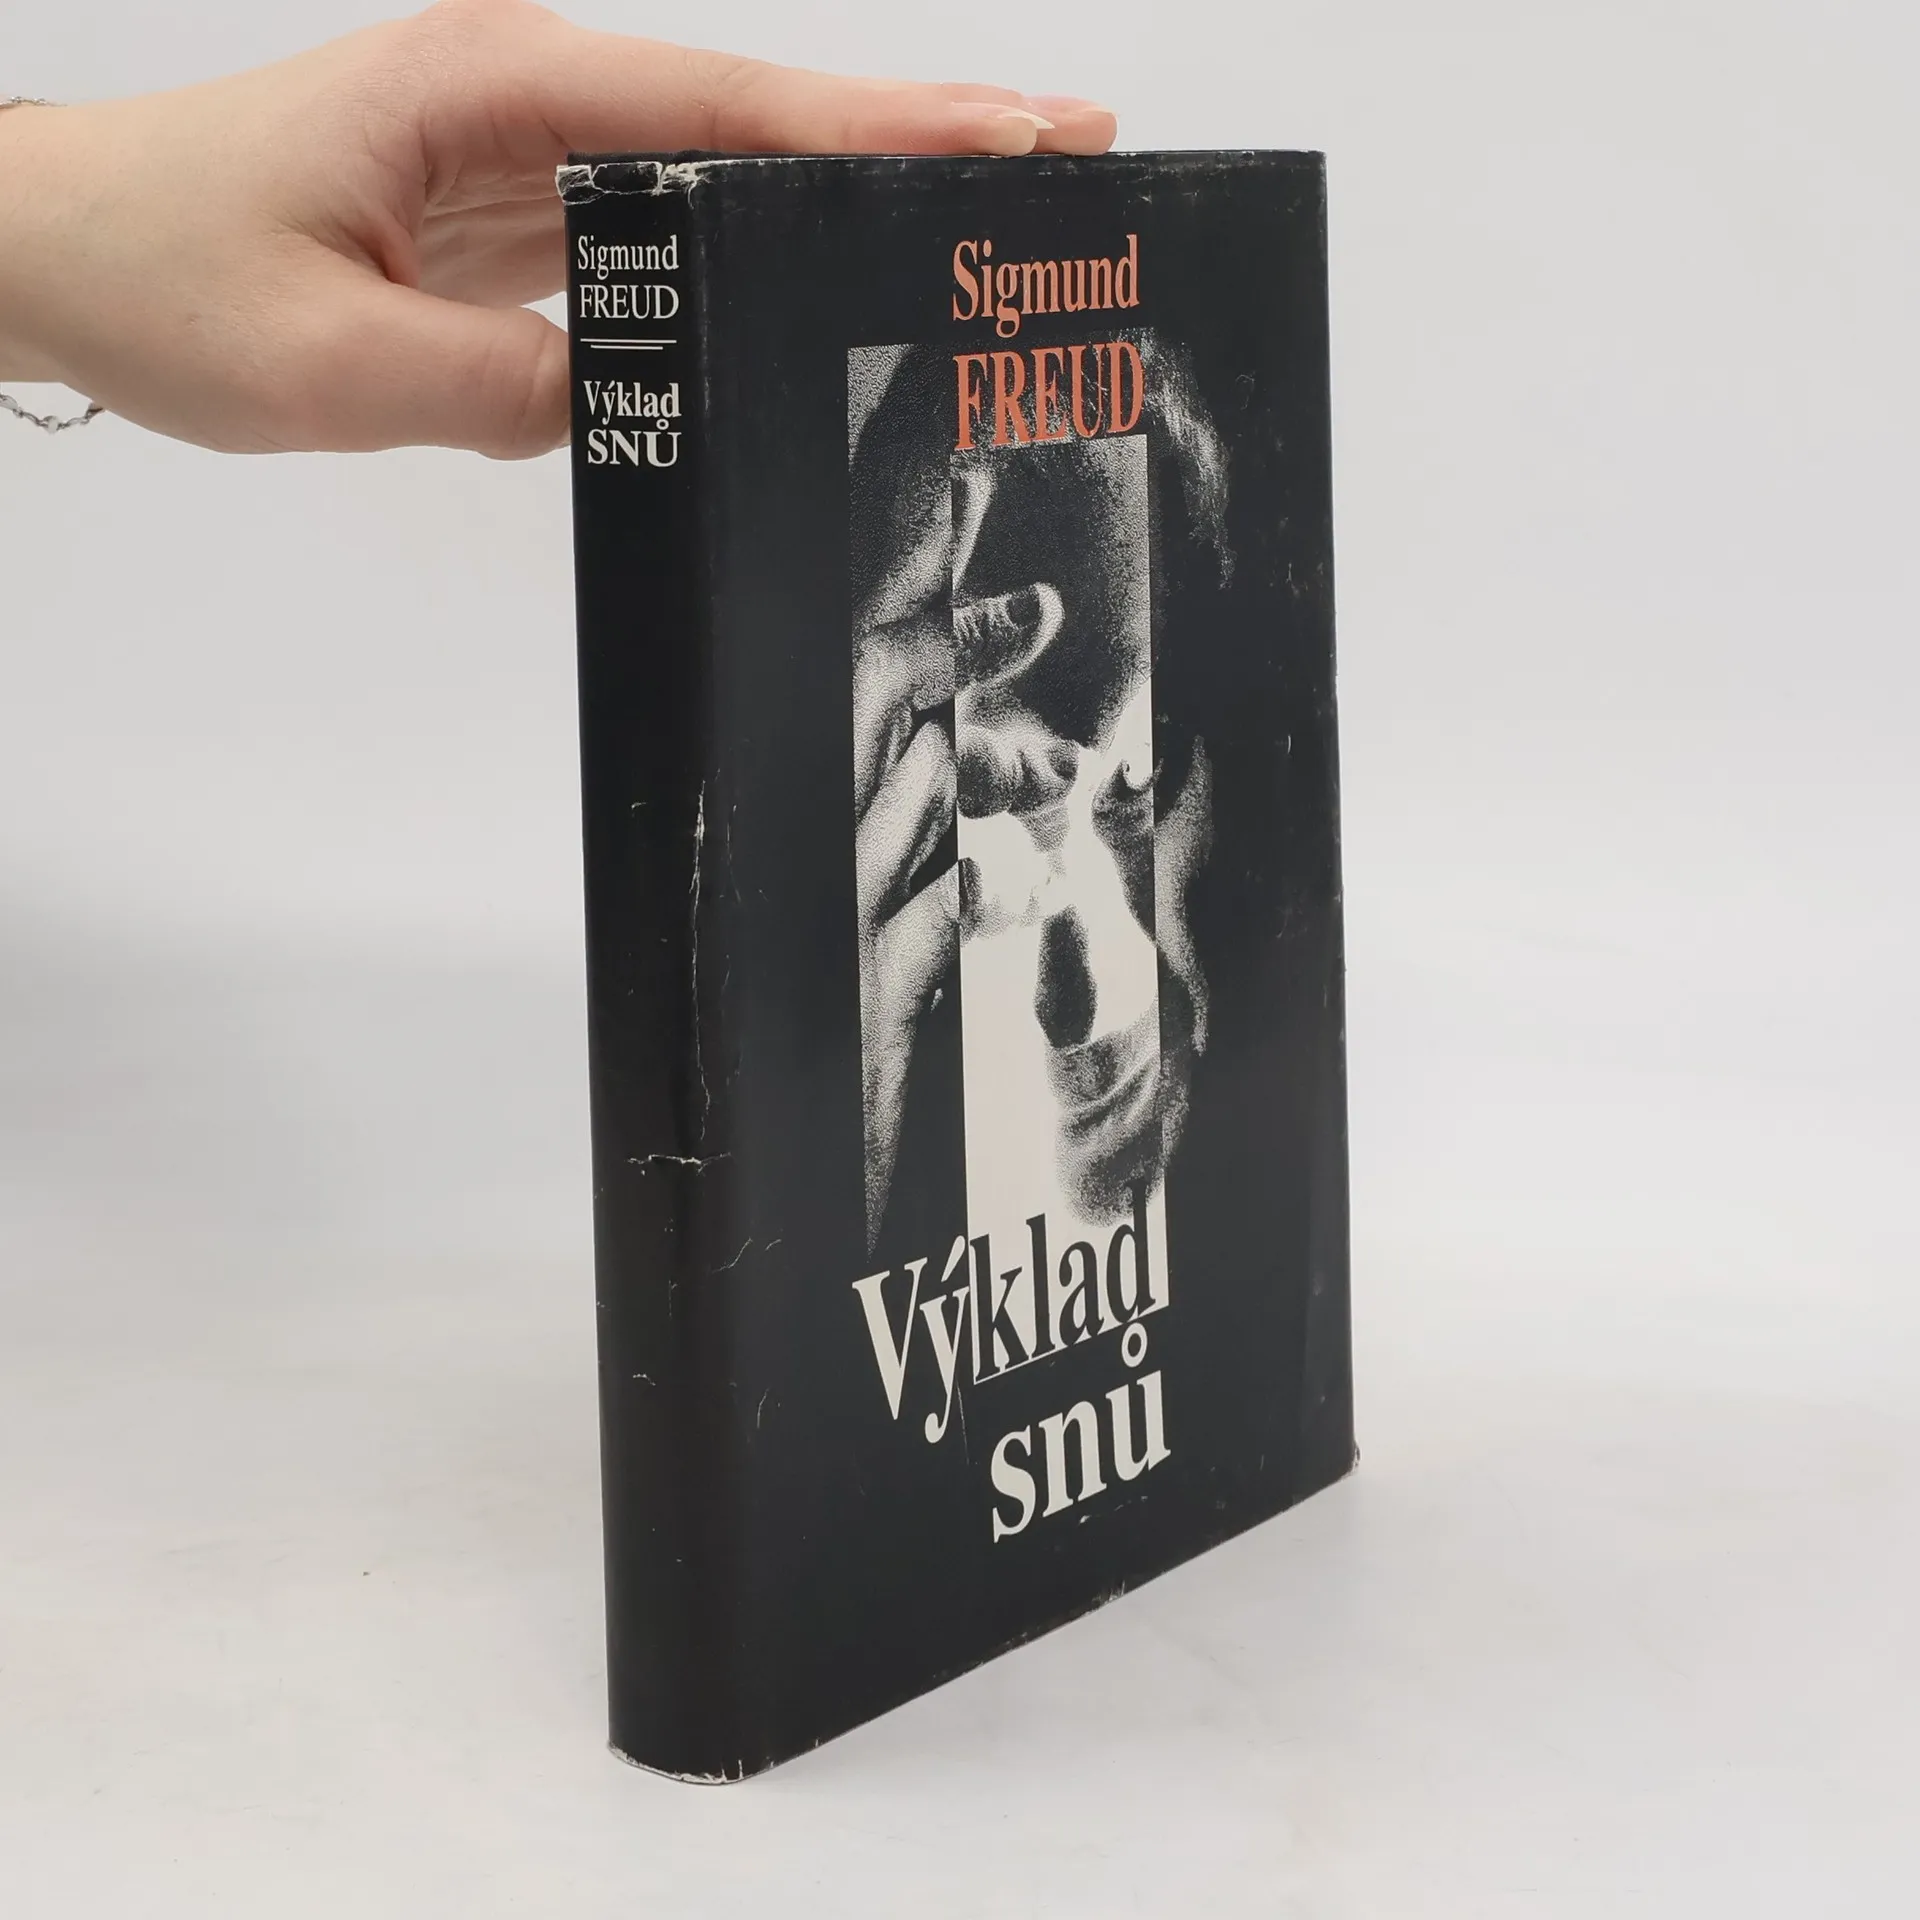 Sigmund
FREUD
Výklad
SNŮ
Sigmund
FREUD
Výklad
snů